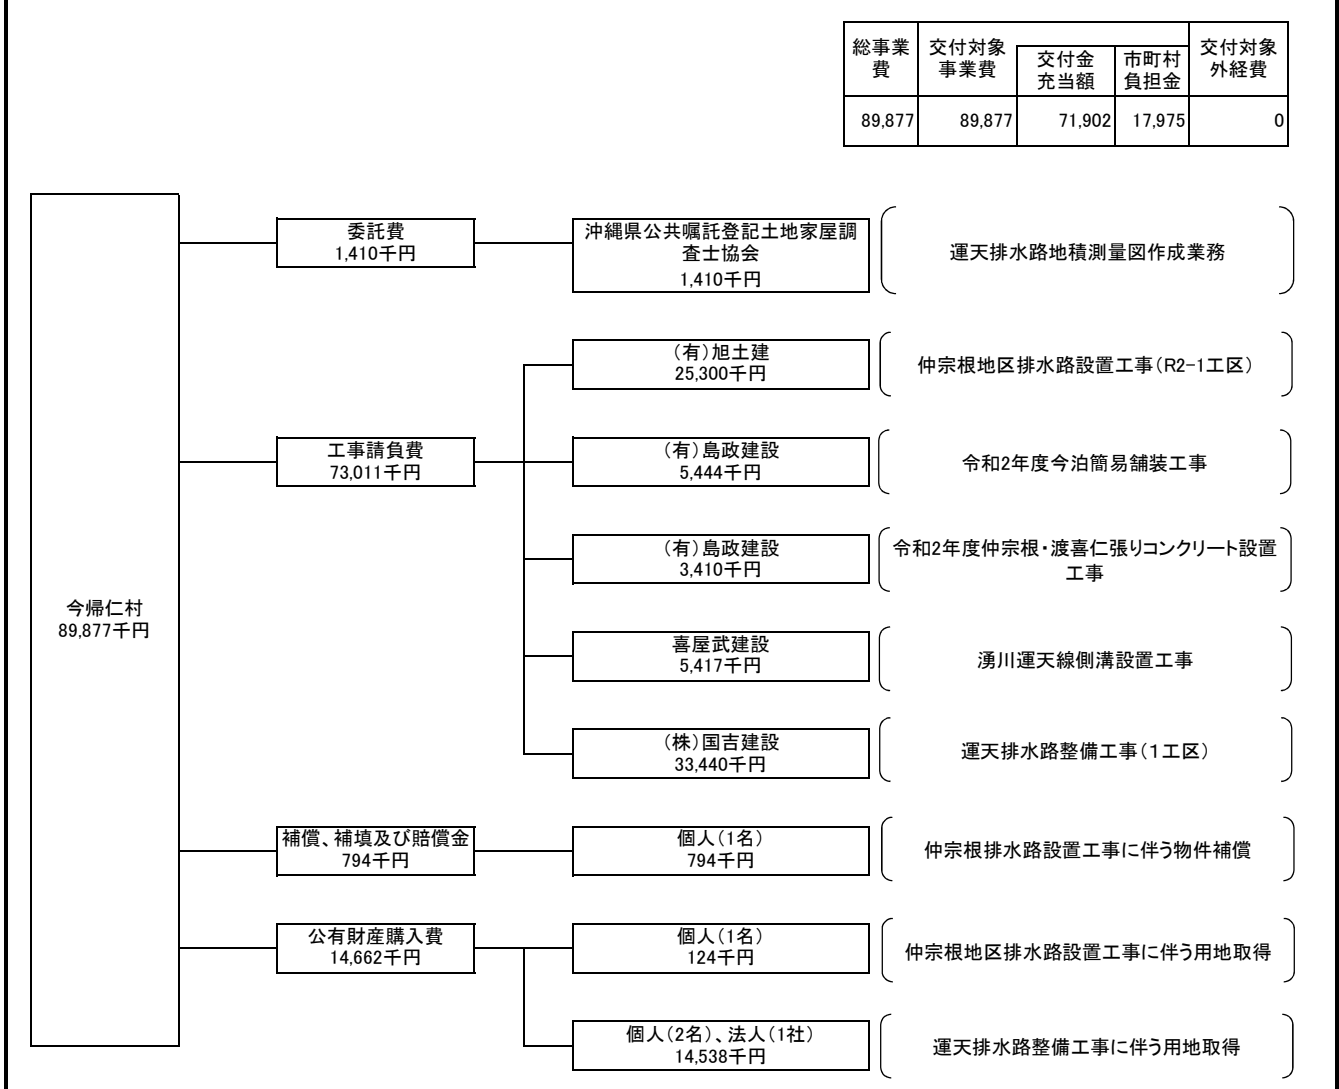 総事業
費
交付対象
事業費
交付金
充当額
市町村
負担金
交付対象
外経費
89,877
89,877
71,902
17,975
0
今帰仁村
89,877千円
委託費
1,410千円
沖縄県公共嘱託登記土地家屋調
査士協会
1,410千円
運天排水路地積測量図作成業務
工事請負費
73,011千円
(有)旭土建
25,300千円
仲宗根地区排水路設置工事(R2-1工区)
(有)島政建設
5,444千円
令和2年度今泊簡易舗装工事
(有)島政建設
3,410千円
令和2年度仲宗根・渡喜仁張りコンクリート設置
工事
喜屋武建設
5,417千円
湧川運天線側溝設置工事
(株)国吉建設
33,440千円
運天排水路整備工事(1工区)
補償、補填及び賠償金
794千円
個人(1名)
794千円
仲宗根排水路設置工事に伴う物件補償
公有財産購入費
14,662千円
個人(1名)
124千円
仲宗根地区排水路設置工事に伴う用地取得
個人(2名)、法人(1社)
14,538千円
運天排水路整備工事に伴う用地取得